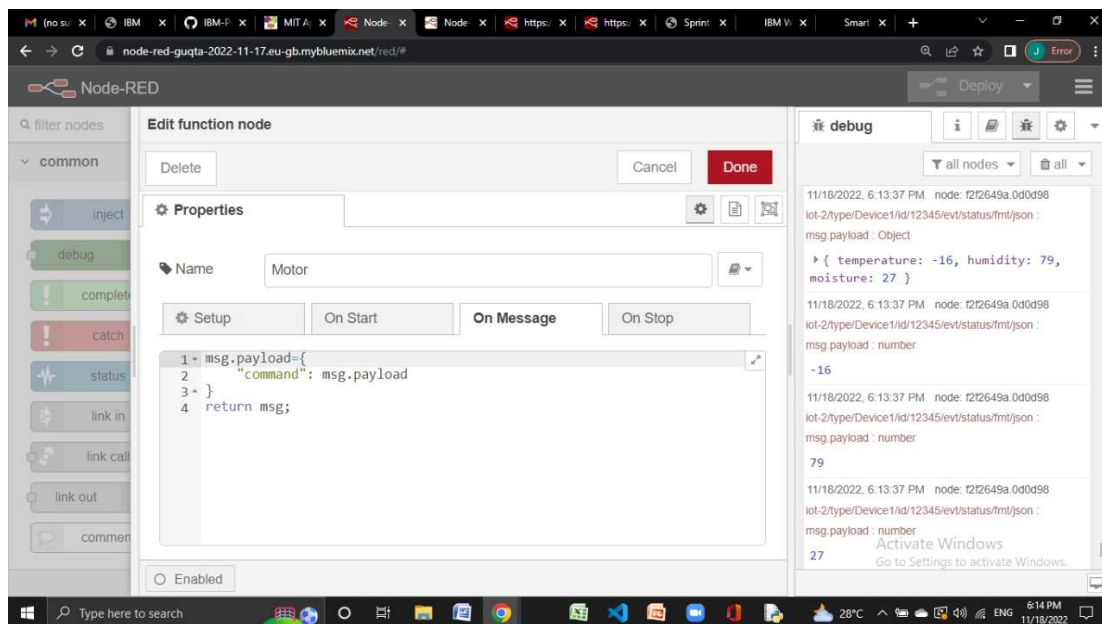 M (no su
IBM
IBM-P
MIT A
Node-
Node-
https:/
https:/
Sprint
IBM W
Smart
node-red-guqta-2022-11-17.eu-gb.mybluemix.net/red/#
J
Error
Node-RED
Deploy
filter nodes
Edit function node
debug
common
Delete
Cancel
Done
all nodes
all
inject
debug
complete
catch
status
link in
link call
link out
commen
Properties
Name
Motor
Setup
On Start
On Message
On Stop
1 msg.payload={
2 "command": msg.payload
3 }
4 return msg;
Enabled
11/18/2022, 6:13:37 PM node: f2f2649a.0d0d98
iot-2/type/Device1/id/12345/evt/status/fmt/json :
msg.payload : Object
{ temperature: -16, humidity: 79,
moisture: 27 }
11/18/2022, 6:13:37 PM node: f2f2649a.0d0d98
iot-2/type/Device1/id/12345/evt/status/fmt/json :
msg.payload : number
-16
11/18/2022, 6:13:37 PM node: f2f2649a.0d0d98
iot-2/type/Device1/id/12345/evt/status/fmt/json :
msg.payload : number
79
11/18/2022, 6:13:37 PM node: f2f2649a.0d0d98
iot-2/type/Device1/id/12345/evt/status/fmt/json :
msg.payload : number
27
Activate Windows
Go to Settings to activate Windows.
Type here to search
28°C
ENG
6:14 PM
11/18/2022